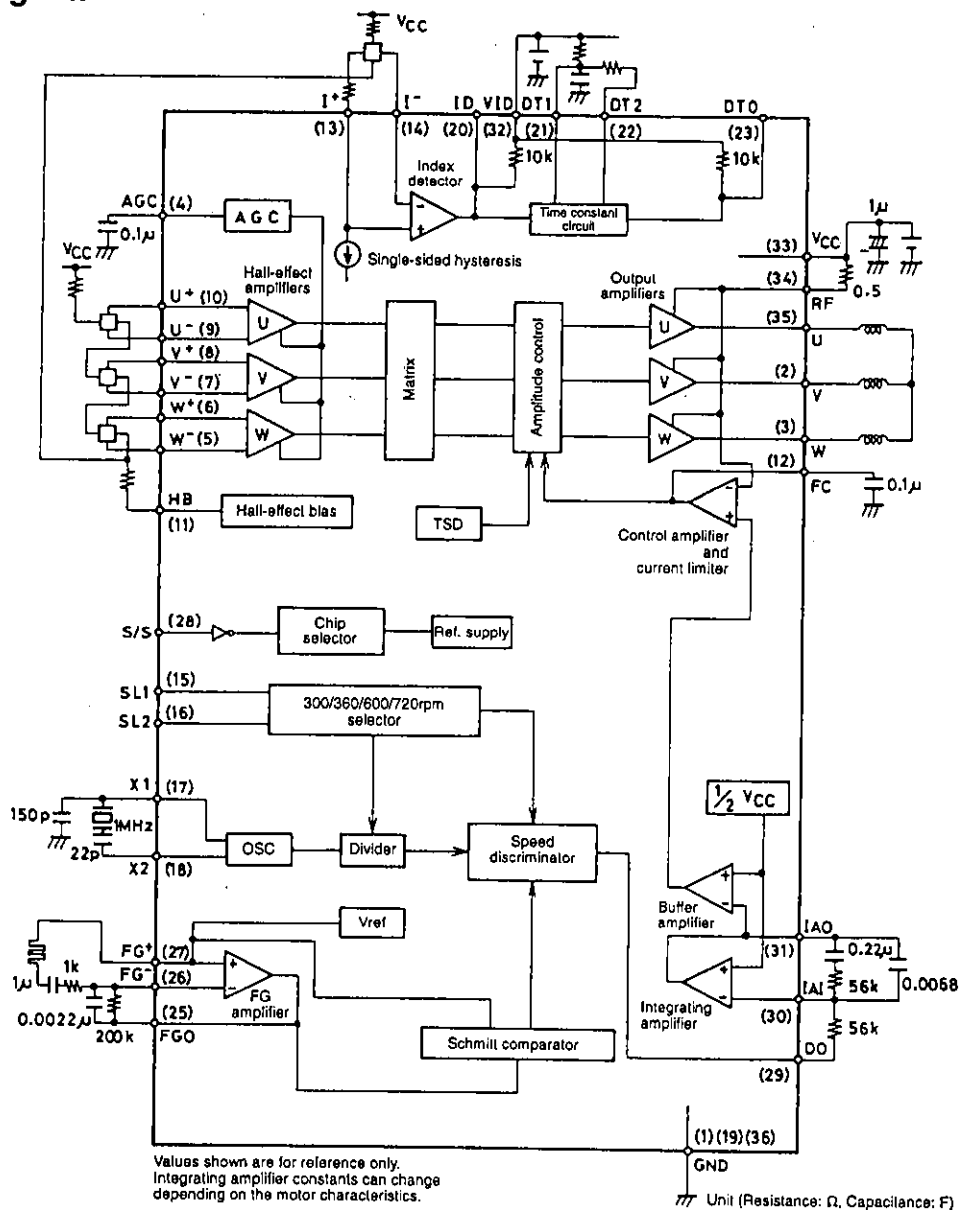 VCC
I+
I-
ID
VID
DT1
DT2
DTO
(13)
(14)
(20)
(32)
(21)
(22)
(23)
10k
10k
Index
detector
AGC
(4)
AGC
0.1μ
Time constant
circuit
1μ
VCC
(33)
VCC
Single-sided hysteresis
Hall-effect
amplifiers
Output
amplifiers
(34)
RF
0.5
U+ (10)
U
U
(35)
U
U- (9)
V+ (8)
Matrix
Amplitude control
V
V
(2)
V
V- (7)
W+ (6)
W
W
(3)
W
W- (5)
(12)
FC
0.1μ
HB
(11)
Hall-effect bias
TSD
Control amplifier
and
current limiter
S/S
(28)
Chip
selector
Ref. supply
SL1
(15)
300/360/600/720rpm
selector
SL2
(16)
X1
(17)
1/2 VCC
150p
1MHz
22p
X2
(18)
OSC
Divider
Speed
discriminator
Vref
Buffer
amplifier
IAO
(31)
0.22μ
0.0068
FG+
(27)
1k
FG-
(26)
1μ
FG
amplifier
56k
IAI
(30)
Integrating
amplifier
0.0022μ
200k
(25)
FGO
56k
Schmitt comparator
DO
(29)
(1)(19)(36)
GND
Values shown are for reference only.
Integrating amplifier constants can change
depending on the motor characteristics.
Unit (Resistance: Ω, Capacitance: F)